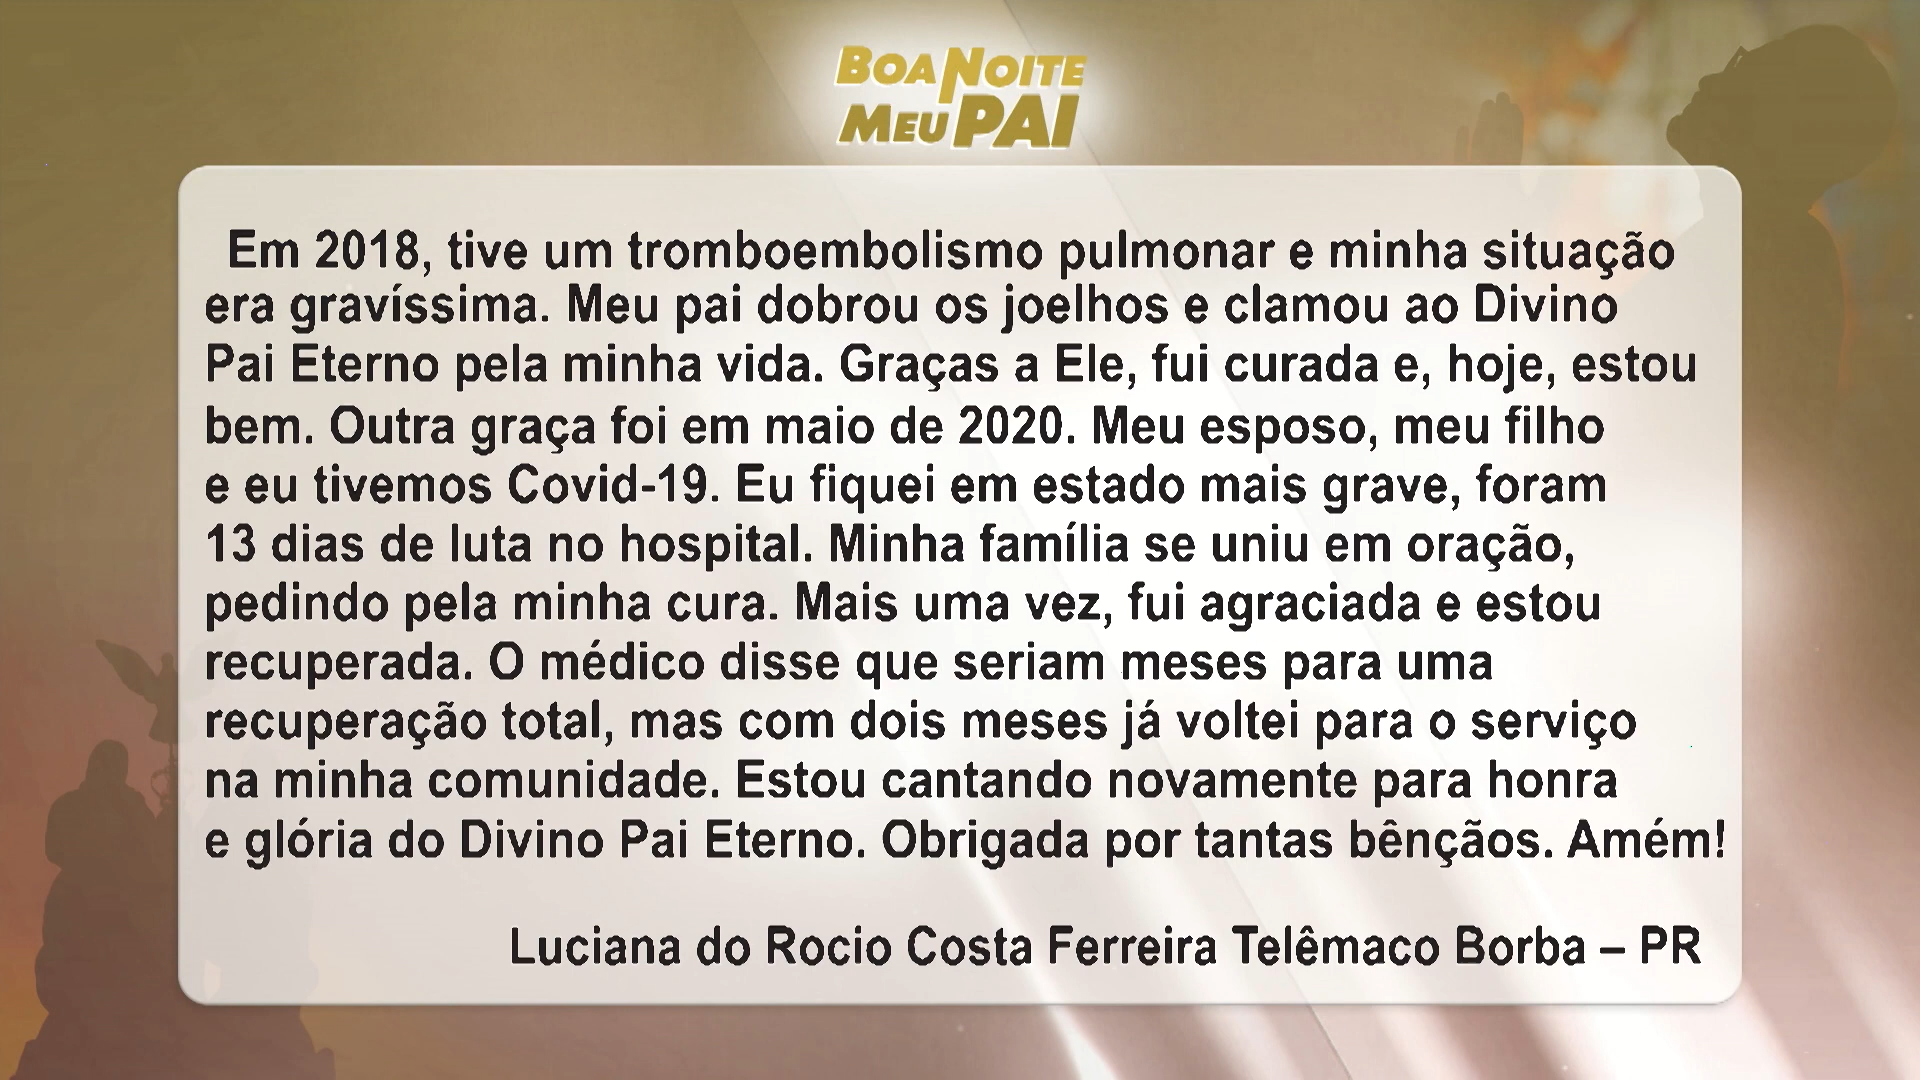 BOA NOITE
MEU PAI
Em 2018, tive um tromboembolismo pulmonar e minha situação
era gravíssima. Meu pai dobrou os joelhos e clamou ao Divino
Pai Eterno pela minha vida. Graças a Ele, fui curada e, hoje, estou
bem. Outra graça foi em maio de 2020. Meu esposo, meu filho
e eu tivemos Covid-19. Eu fiquei em estado mais grave, foram
13 dias de luta no hospital. Minha família se uniu em oração,
pedindo pela minha cura. Mais uma vez, fui agraciada e estou
recuperada. O médico disse que seriam meses para uma
recuperação total, mas com dois meses já voltei para o serviço
na minha comunidade. Estou cantando novamente para honra
e glória do Divino Pai Eterno. Obrigada por tantas bênçãos. Amém!
Luciana do Rocio Costa Ferreira Telêmaco Borba – PR